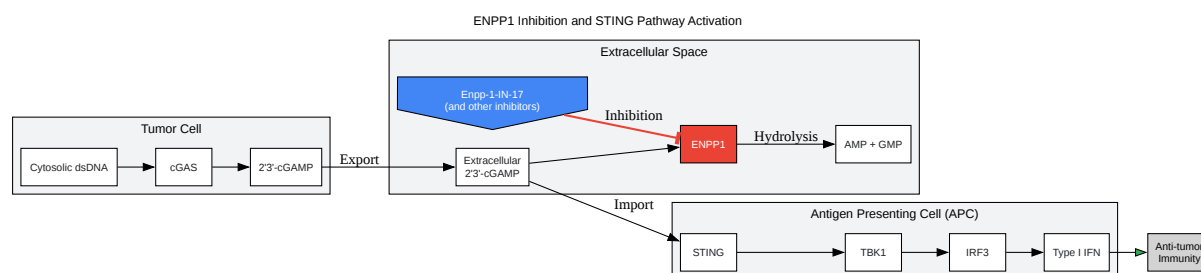 ENPP1 Inhibition and STING Pathway Activation
Extracellular Space
Enpp-1-IN-17
(and other inhibitors)
Inhibition
Tumor Cell
Cytosolic dsDNA
cGAS
2'3'-cGAMP
Export
Extracellular
2'3'-cGAMP
ENPP1
Hydrolysis
AMP + GMP
Import
Antigen Presenting Cell (APC)
STING
TBK1
IRF3
Type I IFN
Anti-tumor
Immunity